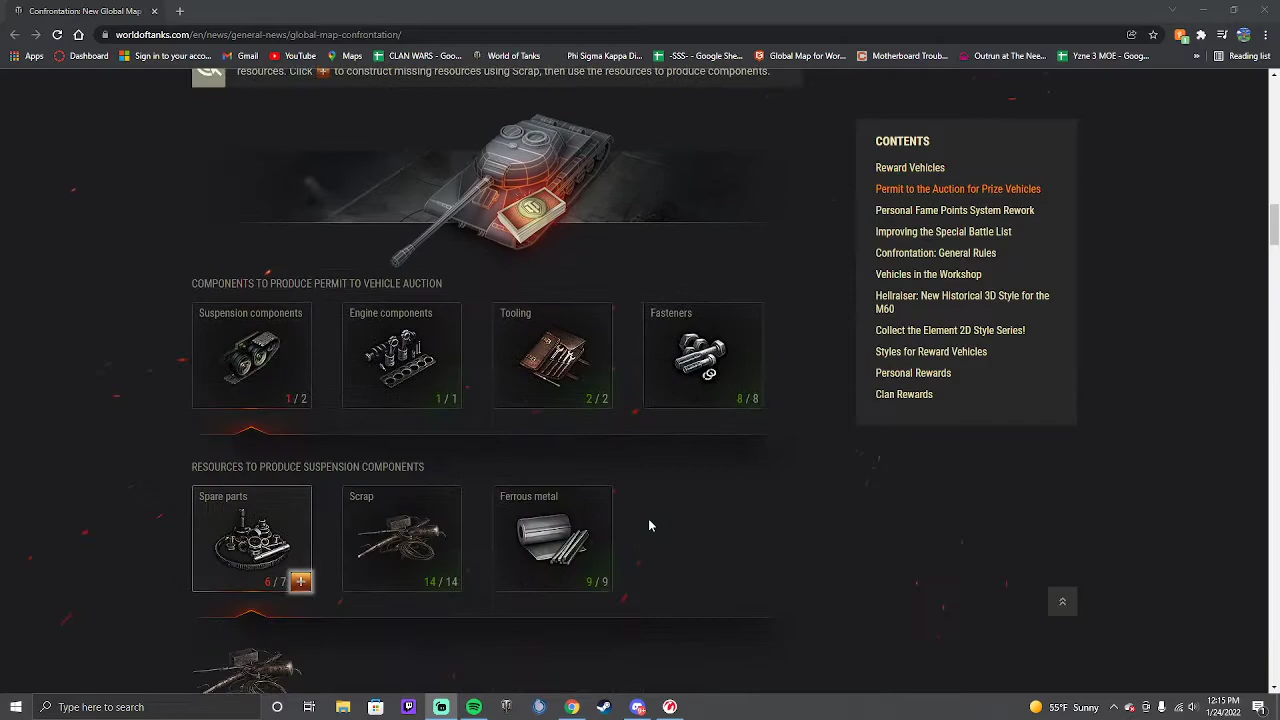 Confrontation New Global Map
worldoftanks.com/en/news/general-news/global-map-confrontation/
Apps
Dashboard
Sign in to your acco...
Gmail
YouTube
Maps
CLAN WARS - Goo...
World of Tanks
Phi Sigma Kappa Di...
-SSS- - Google She...
Global Map for Wor...
Motherboard Troub...
Outrun at The Nee...
Yzne 3 MOE - Goog...
»
Reading list
resources. Click + to construct missing resources using Scrap, then use the resources to produce components.
CONTENTS
Reward Vehicles
Permit to the Auction for Prize Vehicles
Personal Fame Points System Rework
Improving the Special Battle List
Confrontation: General Rules
Vehicles in the Workshop
Hellraiser: New Historical 3D Style for the
M60
Collect the Element 2D Style Series!
Styles for Reward Vehicles
Personal Rewards
Clan Rewards
COMPONENTS TO PRODUCE PERMIT TO VEHICLE AUCTION
Suspension components
1 / 2
Engine components
1 / 1
Tooling
2 / 2
Fasteners
8 / 8
RESOURCES TO PRODUCE SUSPENSION COMPONENTS
Spare parts
6 / 7
Scrap
14 / 14
Ferrous metal
9 / 9
Type here to search
55°F Sunny
12:15 PM
1/24/2022